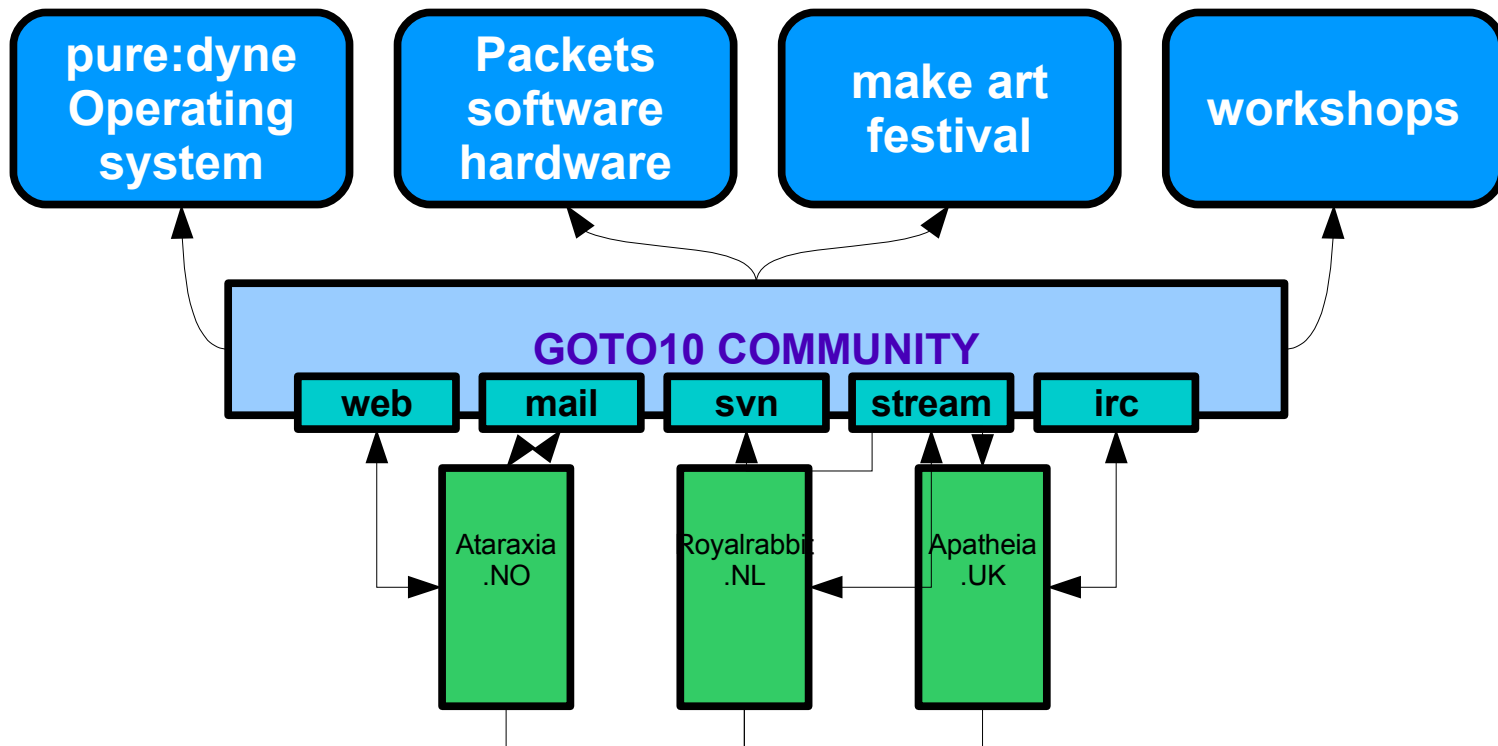 pure:dyne
Operating
system
Packets
software
hardware
make art
festival
workshops
GOTO10 COMMUNITY
web
mail
svn
stream
irc
Ataraxia
.NO
Royalrabbit
.NL
Apatheia
.UK